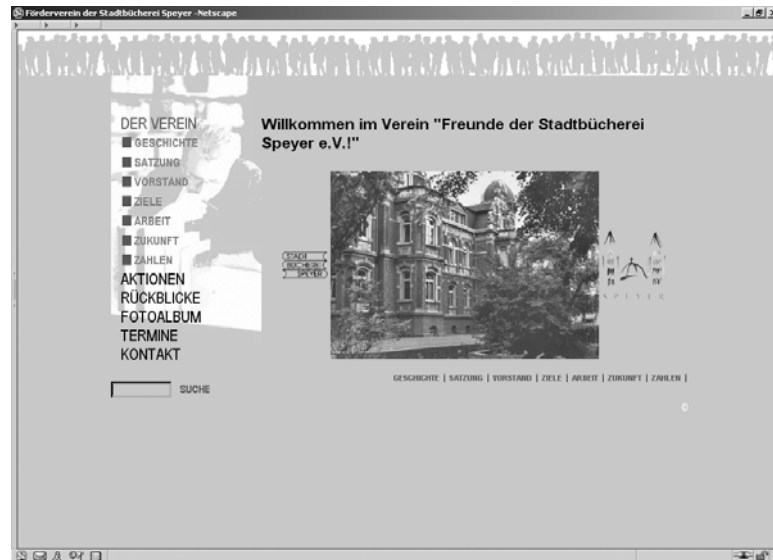 Förderverein der Stadtbücherei Speyer -Netscape
DER VEREIN
GESCHICHTE
SATZUNG
VORSTAND
ZIELE
ARBEIT
ZUKUNFT
ZAHLEN
AKTIONEN
RÜCKBLICKE
FOTOALBUM
TERMINE
KONTAKT
SUCHE
Willkommen im Verein "Freunde der Stadtbücherei
Speyer e.V.!"
STADT
BÜCHEREI
SPEYER
SPEYER
GESCHICHTE | SATZUNG | VORSTAND | ZIELE | ARBEIT | ZUKUNFT | ZAHLEN |
©